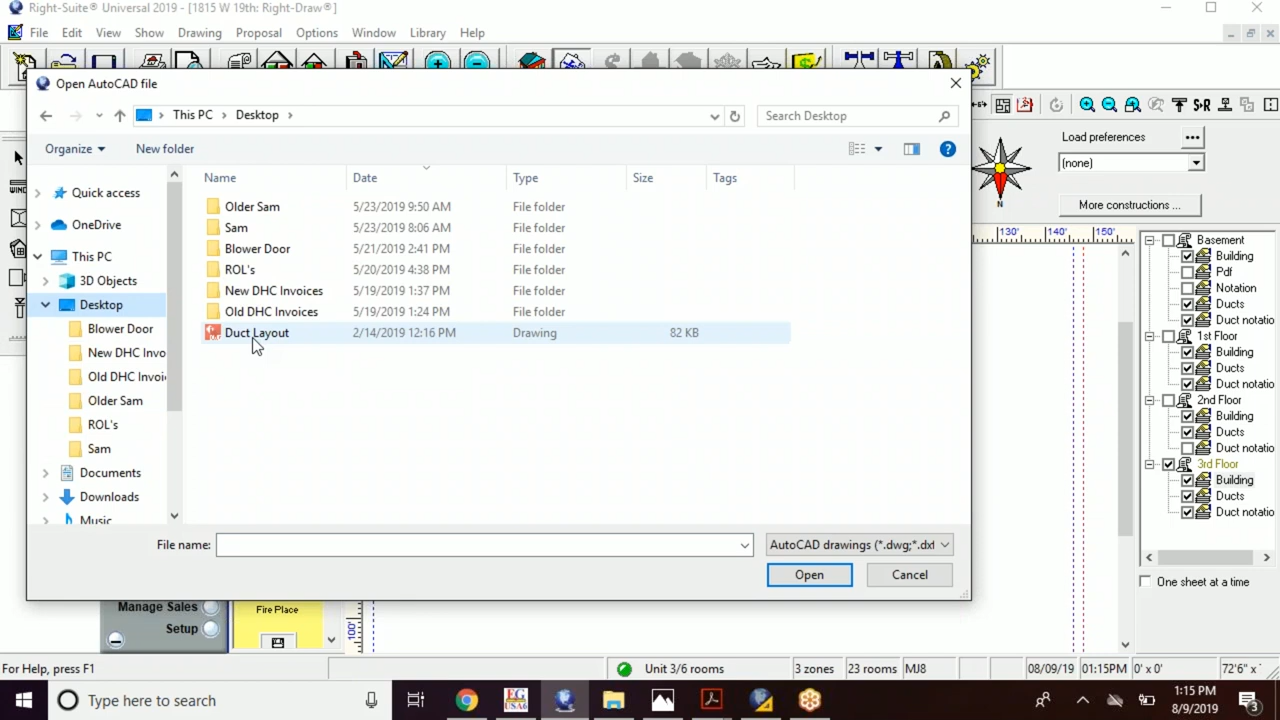 Right-Suite® Universal 2019 - [1815 W 19th: Right-Draw®]
File Edit View Show Drawing Proposal Options Window Library Help
Open AutoCAD file
This PC > Desktop >
Search Desktop
Organize
New folder
Load preferences
(none)
More constructions ...
N
Name Date Type Size Tags
Quick access
OneDrive
This PC
3D Objects
Desktop
Blower Door
New DHC Invo
Old DHC Invoi
Older Sam
ROL's
Sam
Documents
Downloads
Music
Older Sam 5/23/2019 9:50 AM File folder
Sam 5/23/2019 8:06 AM File folder
Blower Door 5/21/2019 2:41 PM File folder
ROL's 5/20/2019 4:38 PM File folder
New DHC Invoices 5/19/2019 1:37 PM File folder
Old DHC Invoices 5/19/2019 1:24 PM File folder
Duct Layout 2/14/2019 12:16 PM Drawing 82 KB
File name:
AutoCAD drawings (*.dwg;*.dxf
Open
Cancel
130' 140' 150'
Basement
Building
Pdf
Notation
Ducts
Duct notatio
1st Floor
Building
Ducts
Duct notatio
2nd Floor
Building
Ducts
Duct notatio
3rd Floor
Building
Ducts
Duct notatio
One sheet at a time
Manage Sales
Setup
Fire Place
100'
For Help, press F1
Unit 3/6 rooms
3 zones
23 rooms
MJ8
08/09/19
01:15PM
0' x 0'
72'6" x
Type here to search
1:15 PM
8/9/2019
3